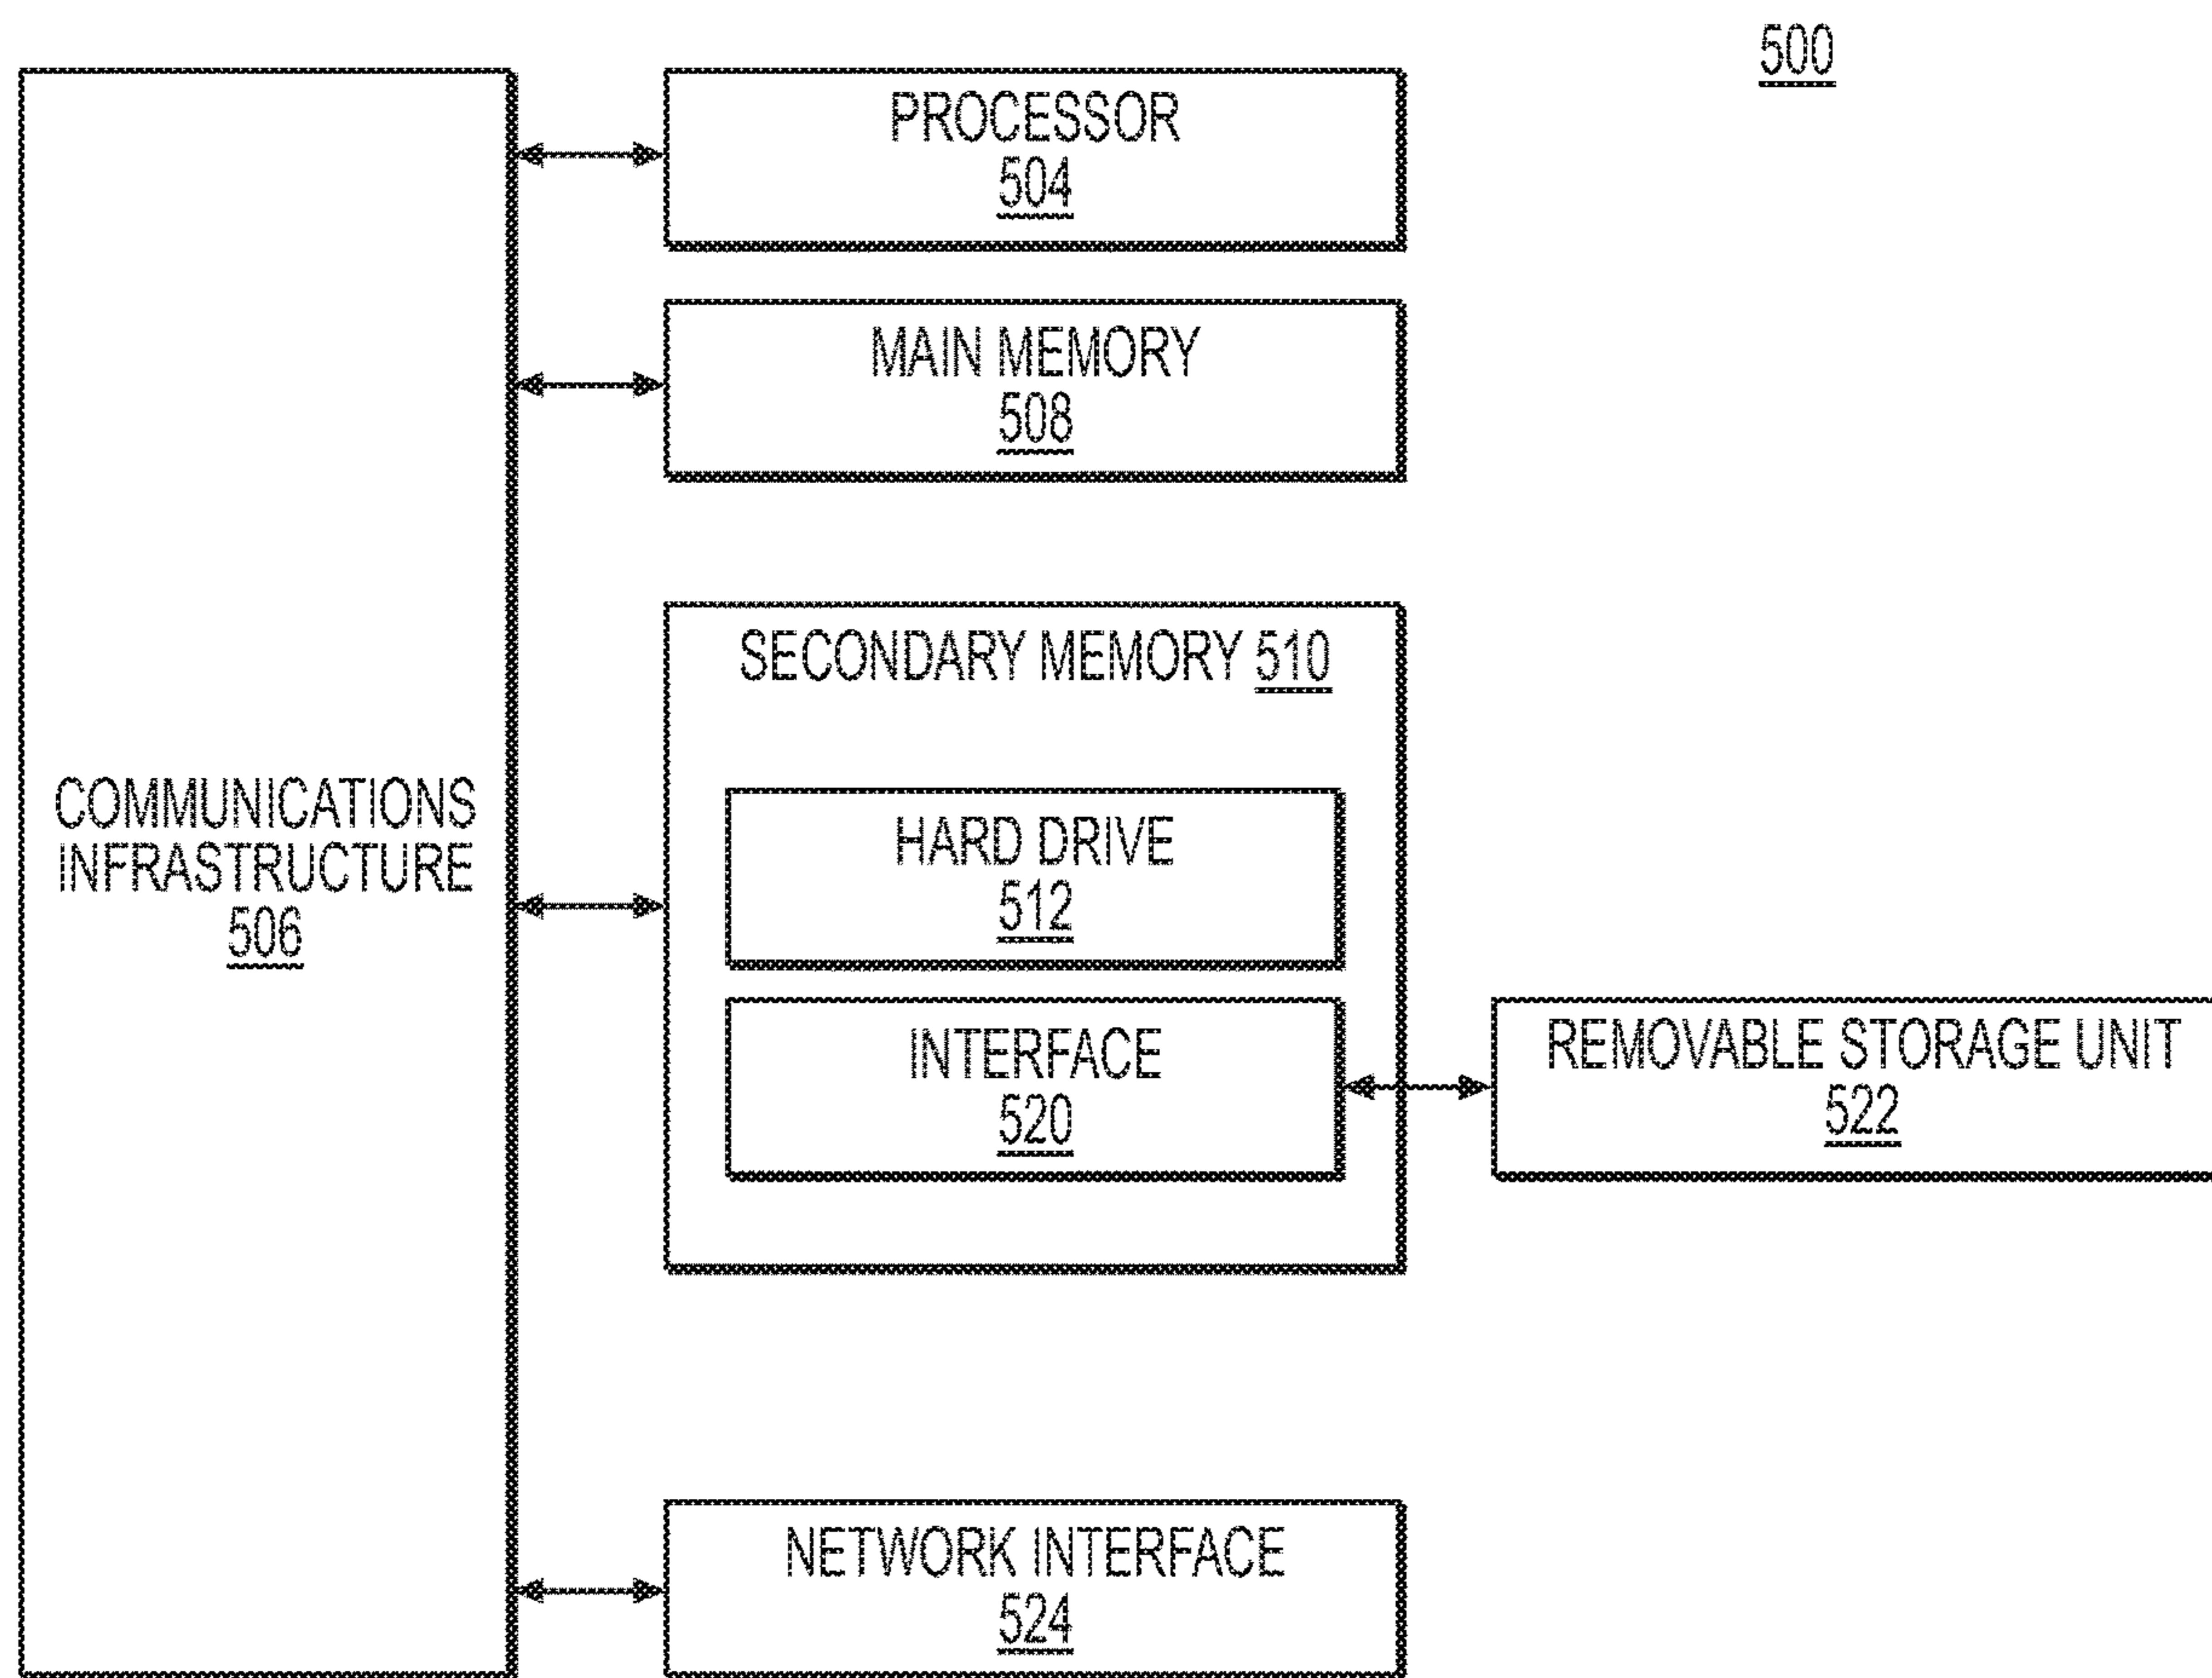 500
PROCESSOR
504
MAIN MEMORY
508
SECONDARY MEMORY 510
COMMUNICATIONS
INFRASTRUCTURE
506
HARD DRIVE
512
INTERFACE
520
REMOVABLE STORAGE UNIT
522
NETWORK INTERFACE
524